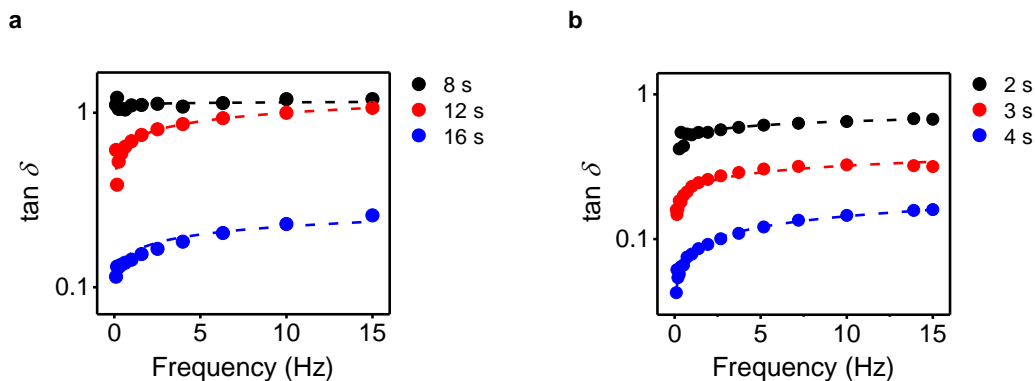 a
8 s
12 s
16 s
1
0.1
tan δ
0
5
10
15
Frequency (Hz)
b
2 s
3 s
4 s
1
0.1
tan δ
0
5
10
15
Frequency (Hz)